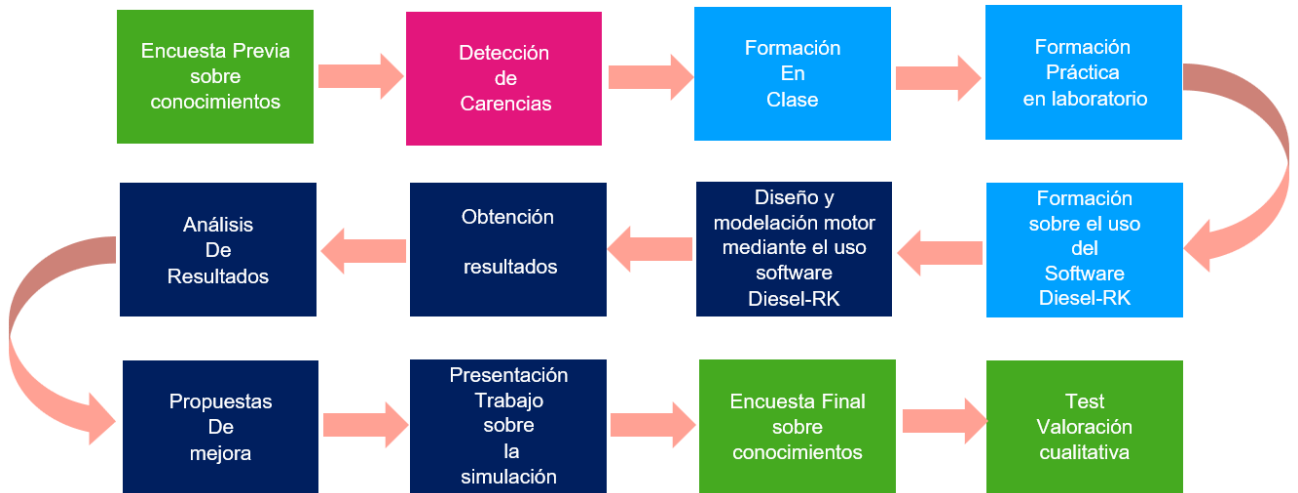 Encuesta Previa
sobre
conocimientos
Detección
de
Carencias
Formación
En
Clase
Formación
Práctica
en laboratorio
Formación
sobre el uso
del
Software
Diesel-RK
Diseño y
modelación motor
mediante el uso
software
Diesel-RK
Obtención
resultados
Análisis
De
Resultados
Propuestas
De
mejora
Presentación
Trabajo
sobre
la
simulación
Encuesta Final
sobre
conocimientos
Test
Valoración
cualitativa